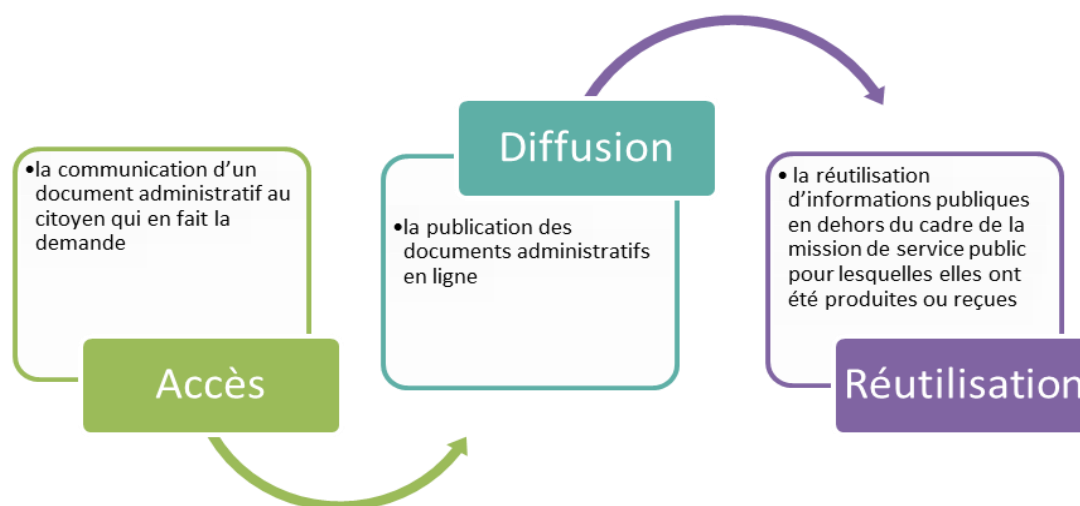 •la communication d’un
document administratif au
citoyen qui en fait la
demande
Accès
Diffusion
•la publication des
documents administratifs
en ligne
• la réutilisation
d’informations publiques
en dehors du cadre de la
mission de service public
pour lesquelles elles ont
été produites ou reçues
Réutilisation